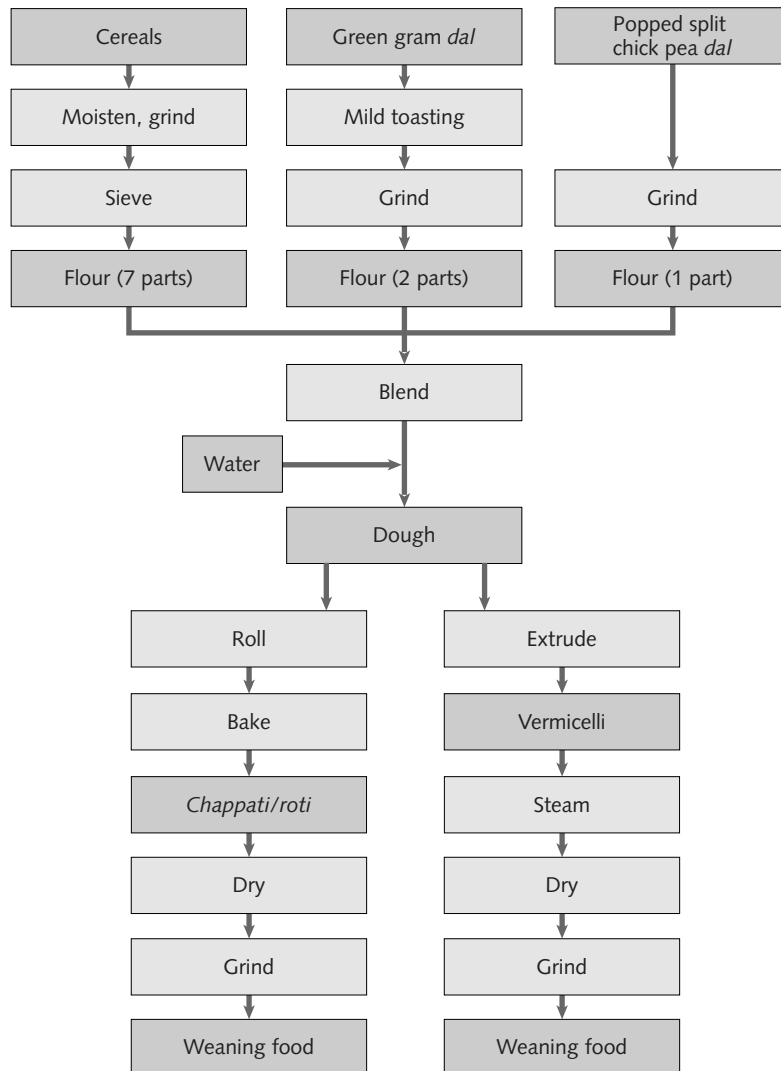 Cereals
Green gram dal
Popped split
chick pea dal
Moisten, grind
Mild toasting
Sieve
Grind
Grind
Flour (7 parts)
Flour (2 parts)
Flour (1 part)
Blend
Water
Dough
Roll
Extrude
Bake
Vermicelli
Chappati/roti
Steam
Dry
Dry
Grind
Grind
Weaning food
Weaning food